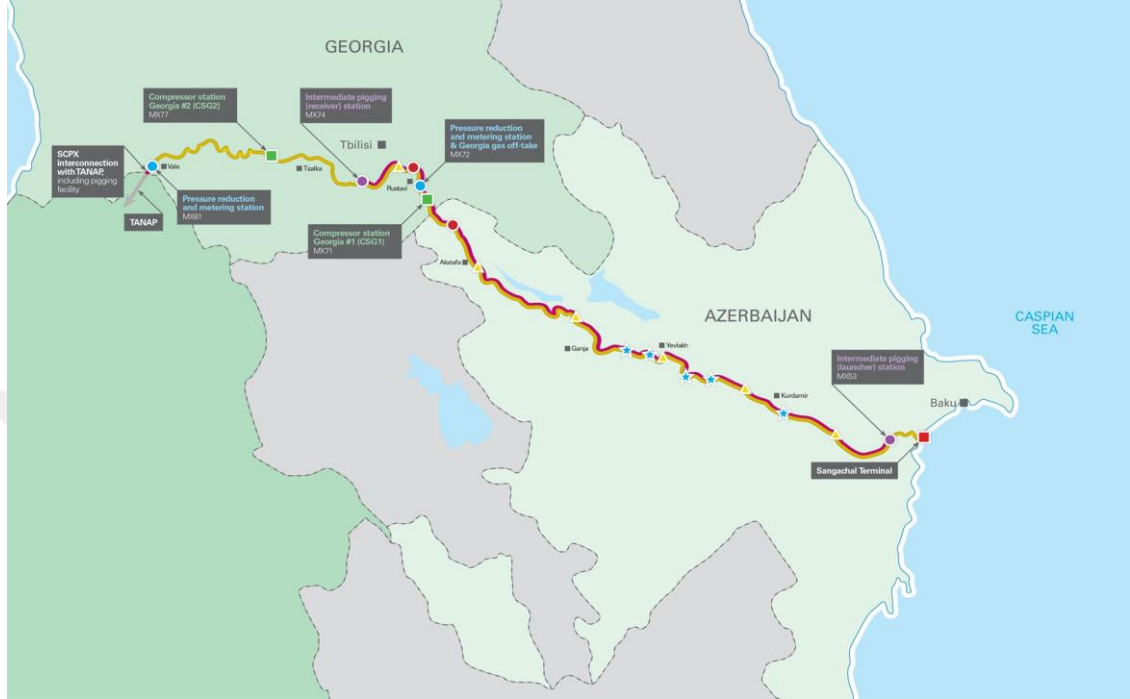 GEORGIA
Compressor station
Georgia #2 (CSG2)
MX77
Intermediate pigging
(receiver) station
MX74
Tbilisi
Pressure reduction
and metering station
& Georgia gas off-take
MX72
SCPX
interconnection
with TANAP,
including pigging
facility
Vale
Tsalka
Rustavi
TANAP
Pressure reduction
and metering station
MX81
Compressor station
Georgia #1 (CSG1)
MX71
Akstafa
AZERBAIJAN
CASPIAN
SEA
Ganja
Yevlakh
Intermediate pigging
(launcher) station
MX53
Kurdamir
Baku
Sangachal Terminal